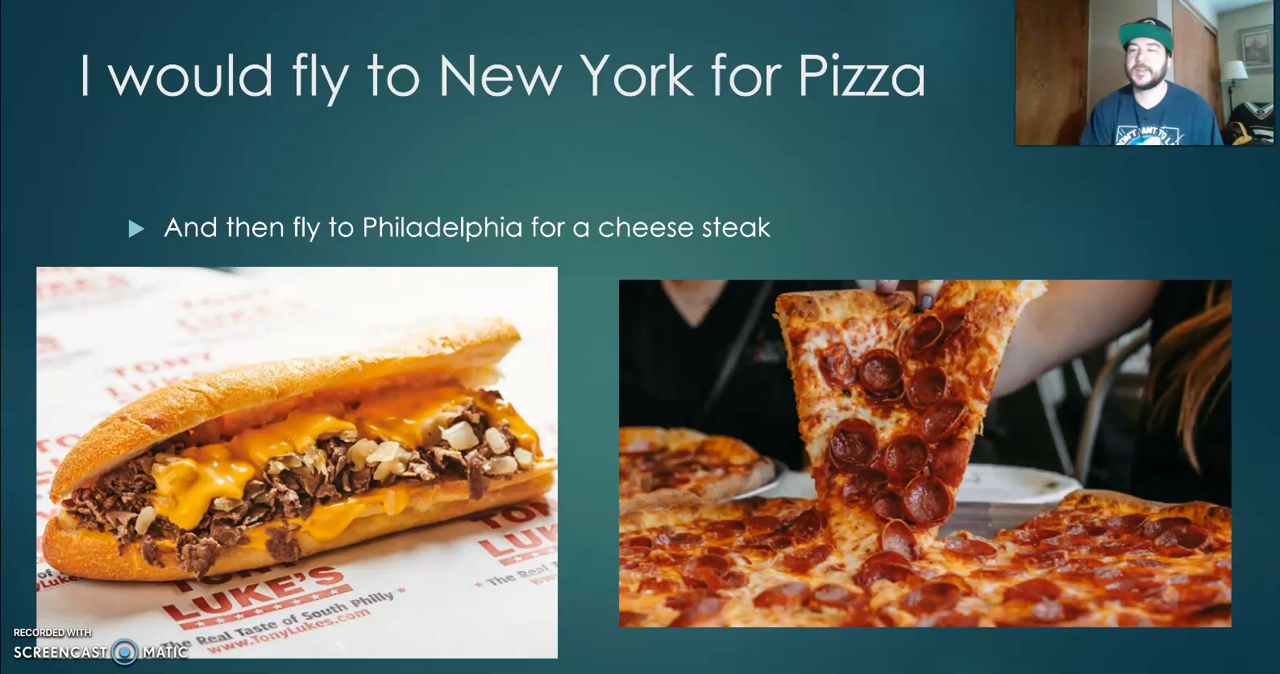 I would fly to New York for Pizza
And then fly to Philadelphia for a cheese steak
TONY
LUKE'S
The Real Taste of South Philly
www.TonyLukes.com
RECORDED WITH
SCREENCAST MATIC